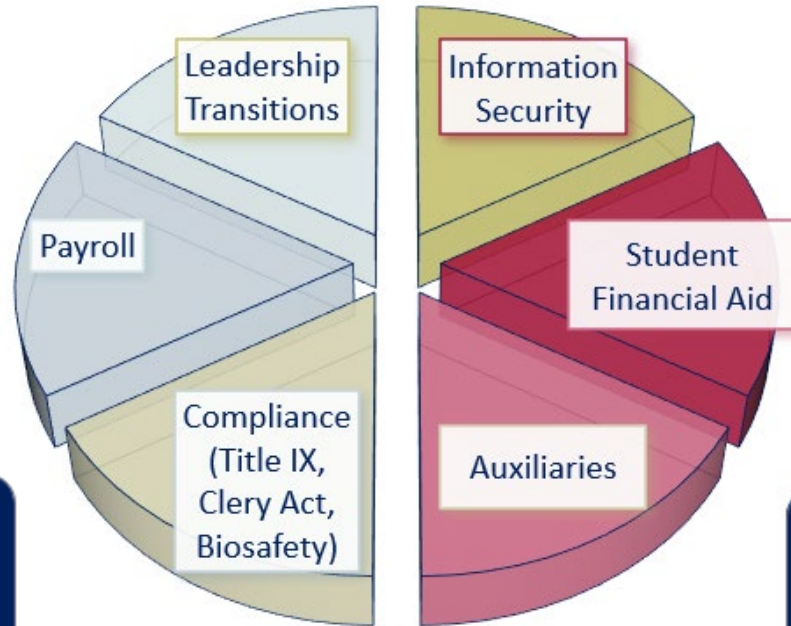 Leadership
Transitions
Information
Security
Payroll
Student
Financial Aid
Compliance
(Title IX,
Clery Act,
Biosafety)
Auxiliaries